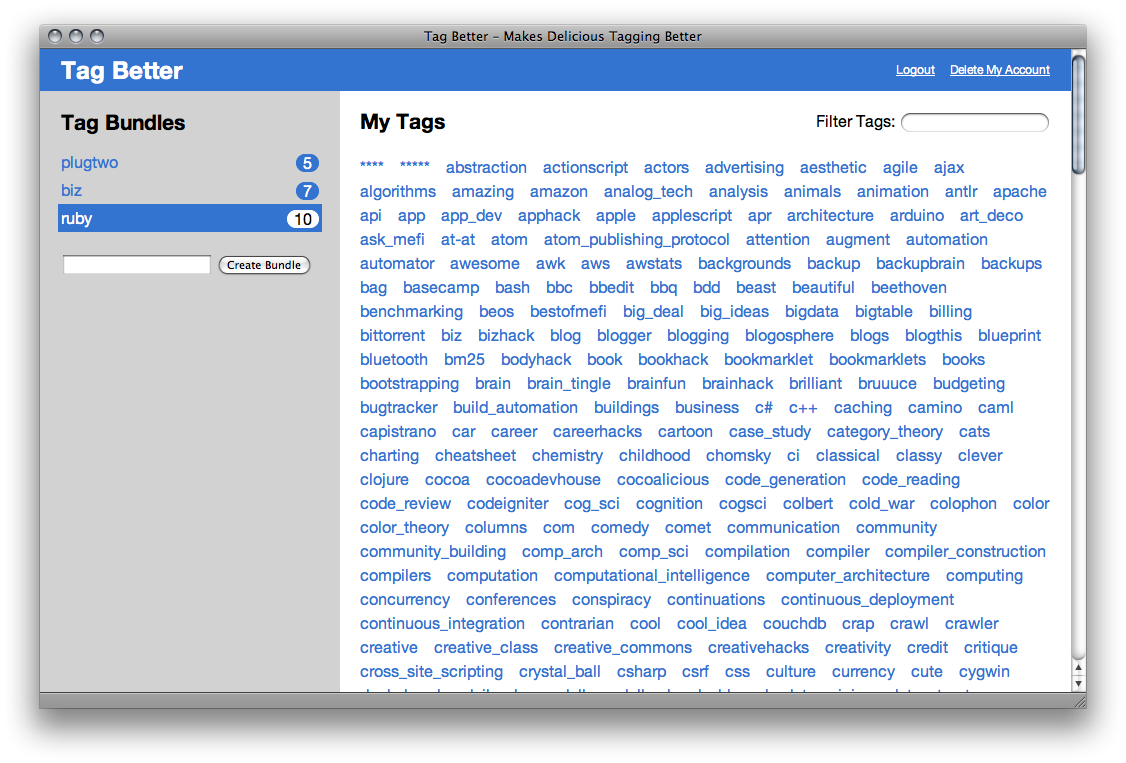 Tag Better – Makes Delicious Tagging Better
Tag Better
Logout Delete My Account
Tag Bundles
plugtwo 5
biz 7
ruby 10
Create Bundle
My Tags
Filter Tags:
**** ***** abstraction actionscript actors advertising aesthetic agile ajax
algorithms amazing amazon analog_tech analysis animals animation antlr apache
api app app_dev apphack apple applescript apr architecture arduino art_deco
ask_mefi at-at atom atom_publishing_protocol attention augment automation
automator awesome awk aws awstats backgrounds backup backupbrain backups
bag basecamp bash bbc bbedit bbq bdd beast beautiful beethoven
benchmarking beos bestofmefi big_deal big_ideas bigdata bigtable billing
bittorrent biz bizhack blog blogger blogging blogosphere blogs blogthis blueprint
bluetooth bm25 bodyhack book bookhack bookmarklet bookmarklets books
bootstrapping brain brain_tingle brainfun brainhack brilliant bruuuce budgeting
bugtracker build_automation buildings business c# c++ caching camino caml
capistrano car career careerhacks cartoon case_study category_theory cats
charting cheatsheet chemistry childhood chomsky ci classical classy clever
clojure cocoa cocoadevhouse cocoalicious code_generation code_reading
code_review codeigniter cog_sci cognition cogsci colbert cold_war colophon color
color_theory columns com comedy comet communication community
community_building comp_arch comp_sci compilation compiler compiler_construction
compilers computation computational_intelligence computer_architecture computing
concurrency conferences conspiracy continuations continuous_deployment
continuous_integration contrarian cool cool_idea couchdb crap crawl crawler
creative creative_class creative_commons creativehacks creativity credit critique
cross_site_scripting crystal_ball csharp csrf css culture currency cute cygwin